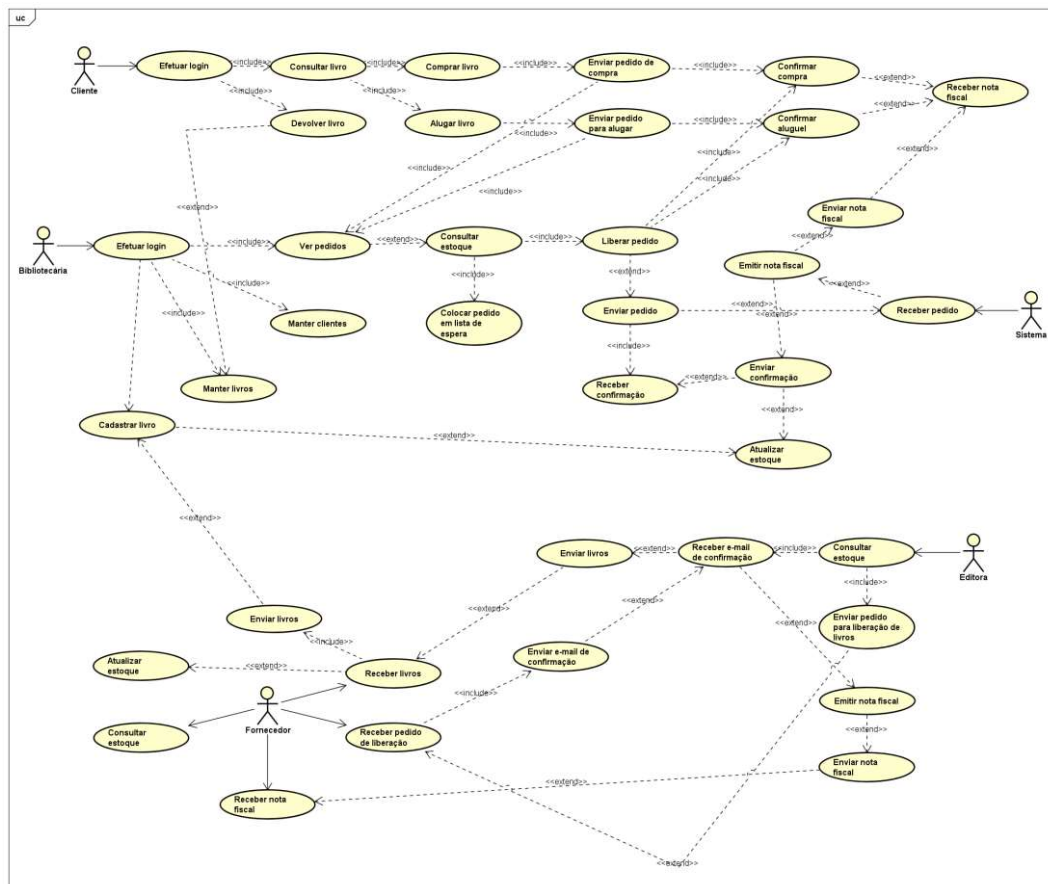 uc
Cliente
Efetuar login
<<include>>
Consultar livro
<<include>>
Comprar livro
<<include>>
Enviar pedido de
compra
<<include>>
Confirmar
compra
<<extend>>
Receber nota
fiscal
<<include>>
Devolver livro
<<include>>
Alugar livro
<<include>>
Enviar pedido
para alugar
<<include>>
Confirmar
aluguel
<<extend>>
<<include>>
<<include>>
<<include>>
<<include>>
<<extend>>
<<extend>>
Enviar nota
fiscal
Bibliotecária
Efetuar login
<<include>>
Ver pedidos
<<extend>>
Consultar
estoque
<<include>>
Liberar pedido
<<extend>>
Emitir nota fiscal
<<include>>
<<include>>
<<extend>>
<<extend>>
Colocar pedido
em lista de
espera
Enviar pedido
<<extend>>
<<extend>>
Receber pedido
Sistema
<<include>>
Manter clientes
<<include>>
Manter livros
Receber
confirmação
<<extend>>
Enviar
confirmação
<<extend>>
Cadastrar livro
<<extend>>
Atualizar
estoque
<<extend>>
Enviar livros
<<extend>>
Receber e-mail
de confirmação
<<include>>
Consultar
estoque
Editora
<<include>>
<<extend>>
<<extend>>
<<extend>>
Enviar livros
<<include>>
Enviar pedido
para liberação de
livros
Enviar e-mail de
confirmação
Atualizar
estoque
<<extend>>
Receber livros
<<include>>
Emitir nota fiscal
<<extend>>
Fornecedor
Consultar
estoque
Receber pedido
de liberação
Enviar nota
fiscal
<<extend>>
Receber nota
fiscal
<<extend>>